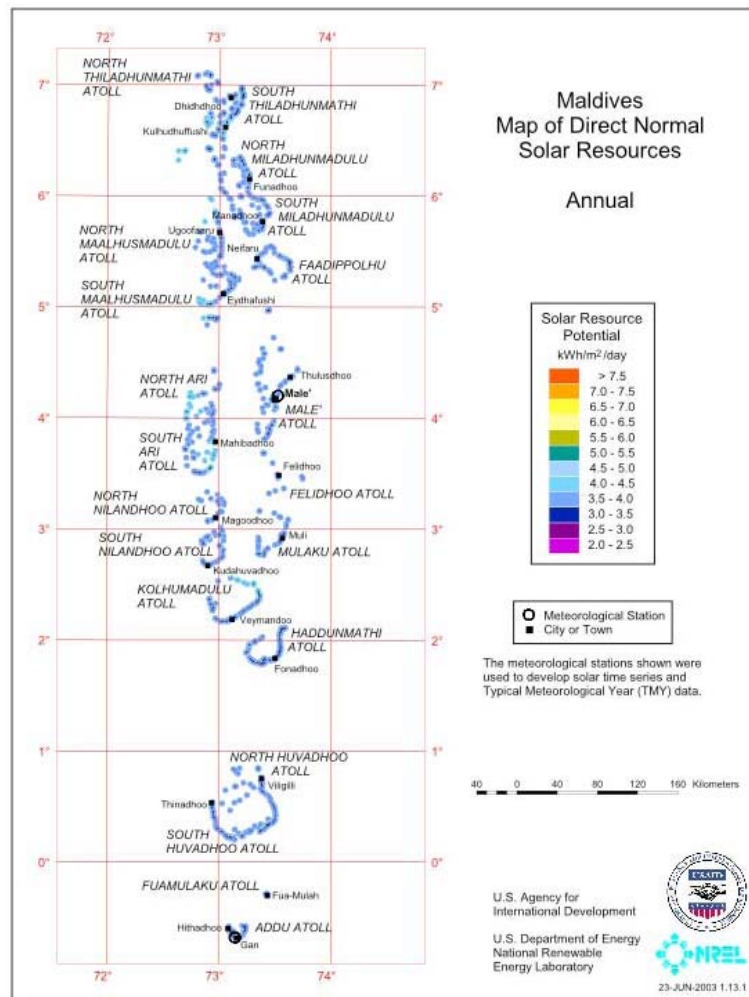 72°
73°
74°
NORTH
THILADHUNMATHI
ATOLL
7°
7°
Dhidhdhoo
SOUTH
THILADHUNMATHI
ATOLL
Kulhudhuffushi
NORTH
MILADHUNMADULU
ATOLL
6°
6°
Funadhoo
SOUTH
MILADHUNMADULU
ATOLL
Manadhoo
NORTH
MAALHUSMADULU
ATOLL
Ugoofaaru
Neifaru
FAADIPPOLHU
ATOLL
SOUTH
MAALHUSMADULU
ATOLL
Eydhafushi
5°
5°
NORTH ARI
ATOLL
Thulusdhoo
Male'
MALE'
ATOLL
4°
4°
SOUTH
ARI
ATOLL
Mahibadhoo
Felidhoo
FELIDHOO ATOLL
NORTH
NILANDHOO ATOLL
Magoodhoo
3°
3°
SOUTH
NILANDHOO ATOLL
Muli
MULAKU ATOLL
Kudahuvadhoo
KOLHUMADULU
ATOLL
Veymandoo
HADDUNMATHI
ATOLL
2°
2°
Fonadhoo
1°
1°
NORTH HUVADHOO
ATOLL
Viligilli
Thinadhoo
SOUTH
HUVADHOO ATOLL
0°
0°
FUAMULAKU ATOLL
Fua-Mulah
Hithadhoo
ADDU ATOLL
Gan
72°
73°
74°
Maldives
Map of Direct Normal
Solar Resources
Annual
Solar Resource
Potential
kWh/m²/day
> 7.5
7.0 - 7.5
6.5 - 7.0
6.0 - 6.5
5.5 - 6.0
5.0 - 5.5
4.5 - 5.0
4.0 - 4.5
3.5 - 4.0
3.0 - 3.5
2.5 - 3.0
2.0 - 2.5
Meteorological Station
City or Town
The meteorological stations shown were
used to develop solar time series and
Typical Meteorological Year (TMY) data.
40 0 40 80 120 160 Kilometers
U.S. Agency for
International Development
USAID
U.S. Department of Energy
National Renewable
Energy Laboratory
NREL
23-JUN-2003 1.13.1